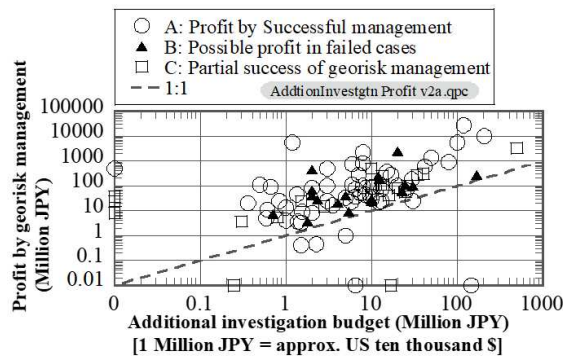 A: Profit by Successful management
B: Possible profit in failed cases
C: Partial success of georisk management
1:1
AddtionInvestgtn Profit v2a.qpc
Profit by georisk management
(Million JPY)
100000
10000
1000
100
10
1
0.1
0.01
0
0.1
1
10
100
1000
Additional investigation budget (Million JPY)
[1 Million JPY = approx. US ten thousand $]